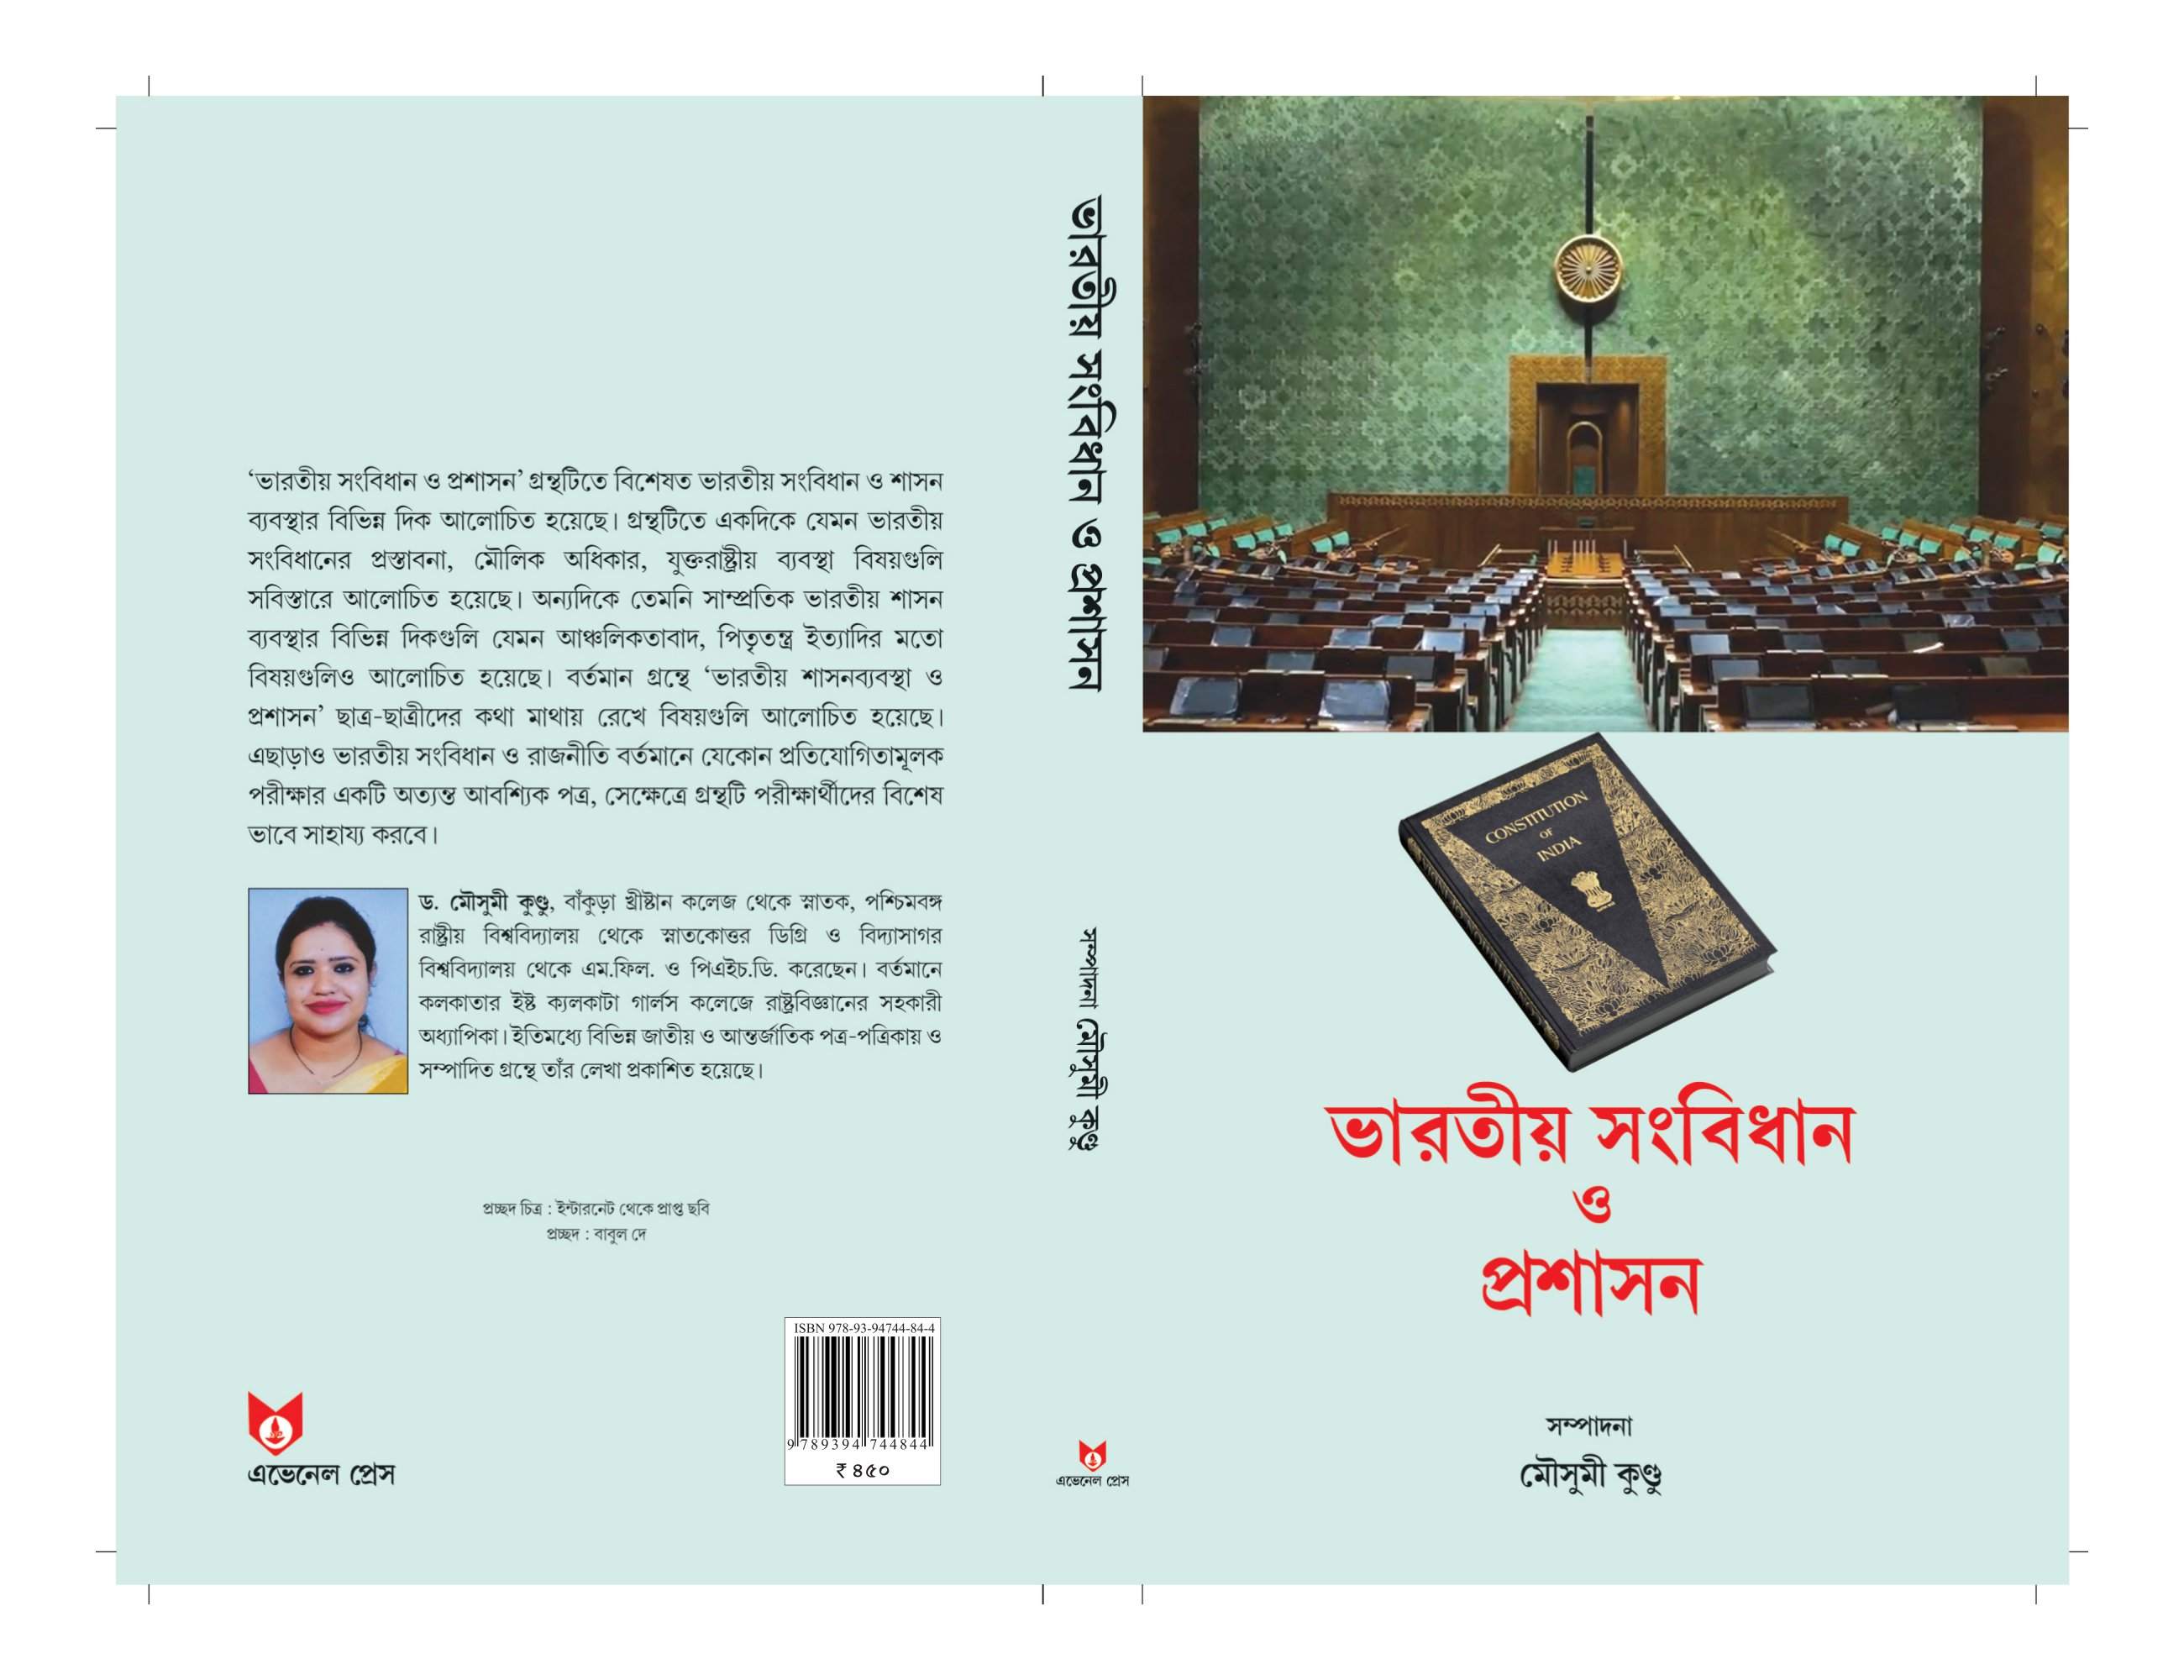 ‘ভারতীয় সংবিধান ও প্রশাসন’ গ্রন্থটিতে বিশেষত ভারতীয় সংবিধান ও শাসন
ব্যবস্থার বিভিন্ন দিক আলোচিত হয়েছে। গ্রন্থটিতে একদিকে যেমন ভারতীয়
সংবিধানের প্রস্তাবনা, মৌলিক অধিকার, যুক্তরাষ্ট্রীয় ব্যবস্থা বিষয়গুলি
সবিস্তারে আলোচিত হয়েছে। অন্যদিকে তেমনি সাম্প্রতিক ভারতীয় শাসন
ব্যবস্থার বিভিন্ন দিকগুলি যেমন আঞ্চলিকতাবাদ, পিতৃতন্ত্র ইত্যাদির মতো
বিষয়গুলিও আলোচিত হয়েছে। বর্তমান গ্রন্থে ‘ভারতীয় শাসনব্যবস্থা ও
প্রশাসন’ ছাত্র-ছাত্রীদের কথা মাথায় রেখে বিষয়গুলি আলোচিত হয়েছে।
এছাড়াও ভারতীয় সংবিধান ও রাজনীতি বর্তমানে যেকোন প্রতিযোগিতামূলক
পরীক্ষার একটি অত্যন্ত আবশ্যিক পত্র, সেক্ষেত্রে গ্রন্থটি পরীক্ষার্থীদের বিশেষ
ভাবে সাহায্য করবে।
ড. মৌসুমী কুণ্ডু, বাঁকুড়া খ্রীষ্টান কলেজ থেকে স্নাতক, পশ্চিমবঙ্গ
রাষ্ট্রীয় বিশ্ববিদ্যালয় থেকে স্নাতকোত্তর ডিগ্রি ও বিদ্যাসাগর
বিশ্ববিদ্যালয় থেকে এম.ফিল. ও পিএইচ.ডি. করেছেন। বর্তমানে
কলকাতার ইষ্ট ক্যলকাটা গার্লস কলেজে রাষ্ট্রবিজ্ঞানের সহকারী
অধ্যাপিকা। ইতিমধ্যে বিভিন্ন জাতীয় ও আন্তর্জাতিক পত্র-পত্রিকায় ও
সম্পাদিত গ্রন্থে তাঁর লেখা প্রকাশিত হয়েছে।
প্রচ্ছদ চিত্র : ইন্টারনেট থেকে প্রাপ্ত ছবি
প্রচ্ছদ : বাবুল দে
এভেনেল প্রেস
ISBN 978-93-94744-84-4
9 789394 744844
₹ ৪৫০
ভারতীয় সংবিধান ও প্রশাসন
সম্পাদনা মৌসুমী কুণ্ডু
এভেনেল প্রেস
CONSTITUTION
OF
INDIA
ভারতীয় সংবিধান
ও
প্রশাসন
সম্পাদনা
মৌসুমী কুণ্ডু